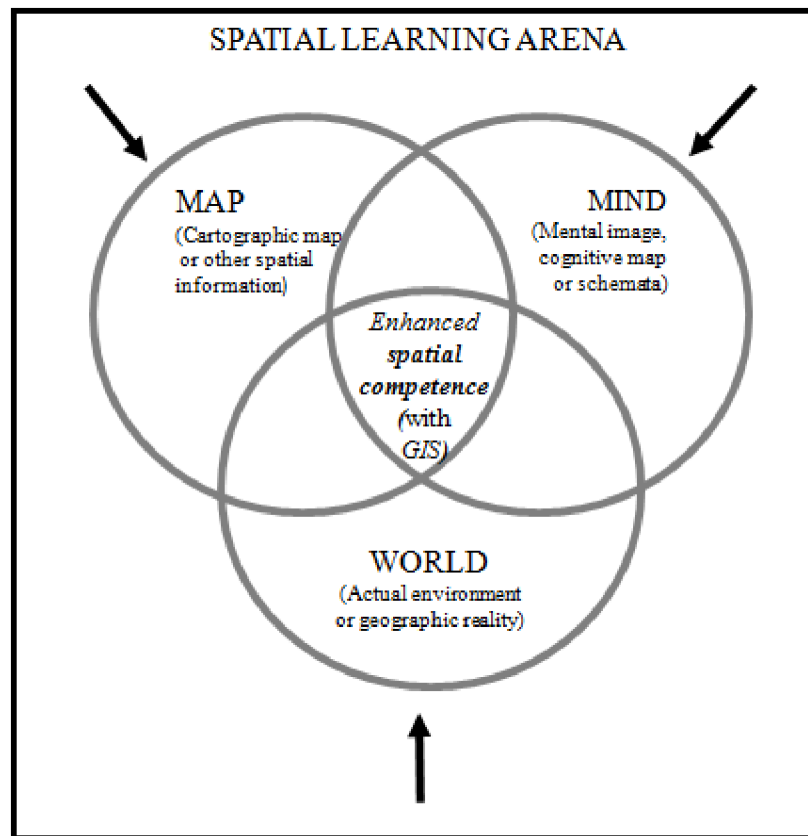 SPATIAL LEARNING ARENA
MAP
(Cartographic map
or other spatial
information)
MIND
(Mental image,
cognitive map
or schemata)
Enhanced
spatial
competence
(with
GIS)
WORLD
(Actual environment
or geographic reality)